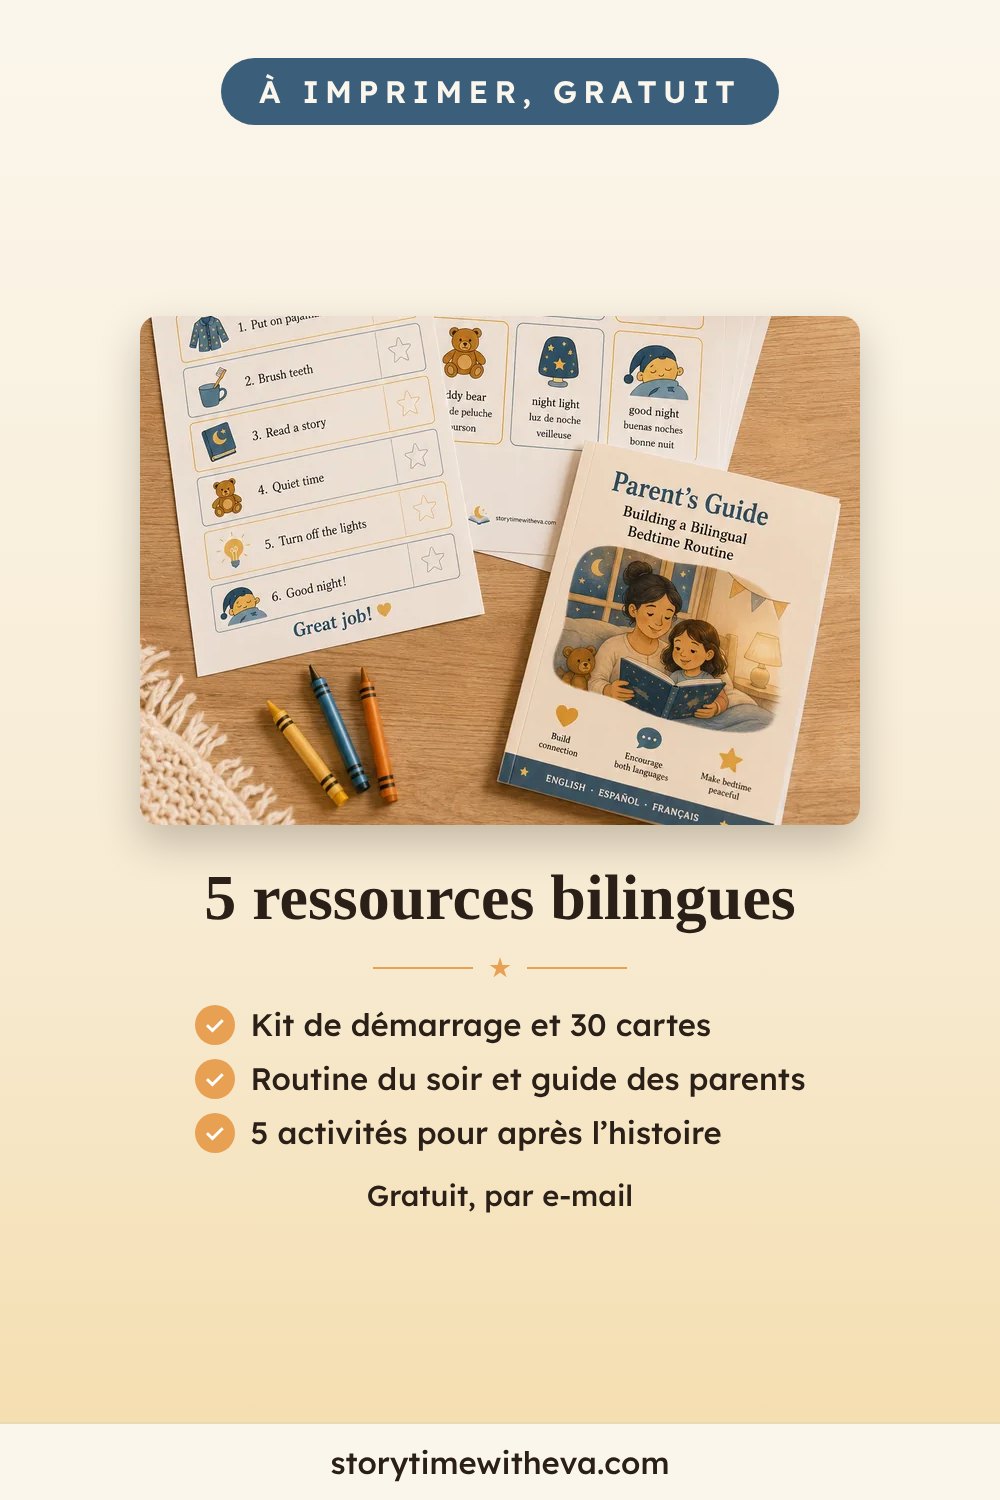 À IMPRIMER, GRATUIT
1. Put on
2. Brush teeth
3. Read a story
4. Quiet time
5. Turn off the lights
6. Good night!
Great job!
bear
de peluche
night light
luz de noche
veilleuse
good night
buenas noches
bonne nuit
storytimewitheva.com
Parent's Guide
Building a Bilingual
Bedtime Routine
Build
connection
Encourage
both languages
Make bedtime
peaceful
ENGLISH · ESPAÑOL · FRANÇAIS
5 ressources bilingues
Kit de démarrage et 30 cartes
Routine du soir et guide des parents
5 activités pour après l’histoire
Gratuit, par e-mail
storytimewitheva.com